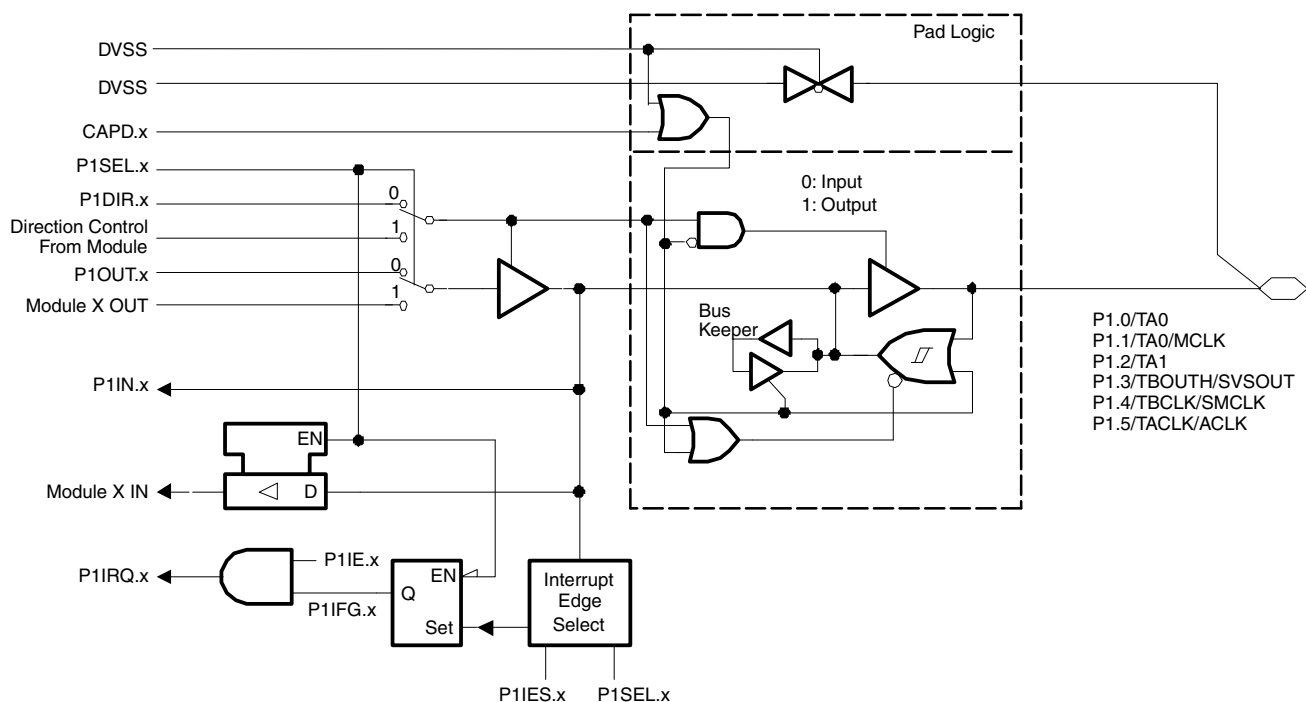 Pad Logic
DVSS
DVSS
CAPD.x
P1SEL.x
P1DIR.x
0
0: Input
1: Output
Direction Control
From Module
1
P1OUT.x
0
Module X OUT
1
Bus
Keeper
P1.0/TA0
P1.1/TA0/MCLK
P1.2/TA1
P1.3/TBOUTH/SVSOUT
P1.4/TBCLK/SMCLK
P1.5/TACLK/ACLK
P1IN.x
EN
Module X IN
D
P1IRQ.x
P1IE.x
P1IFG.x
EN
Q
Set
Interrupt
Edge
Select
P1IES.x
P1SEL.x